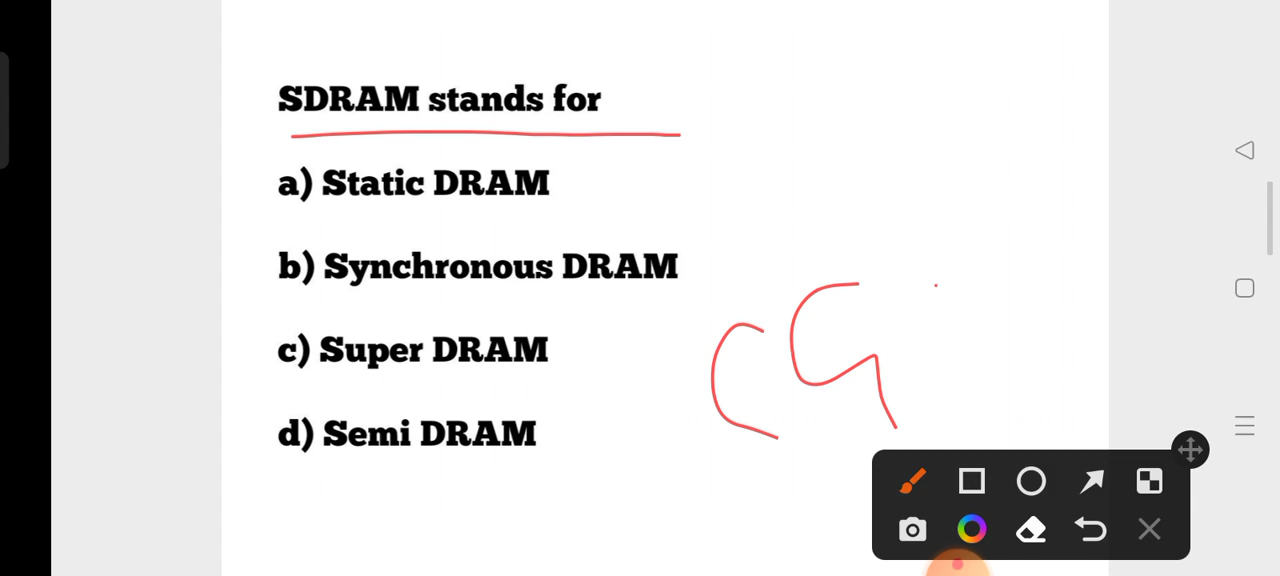 SDRAM stands for
a) Static DRAM
b) Synchronous DRAM
c) Super DRAM
d) Semi DRAM